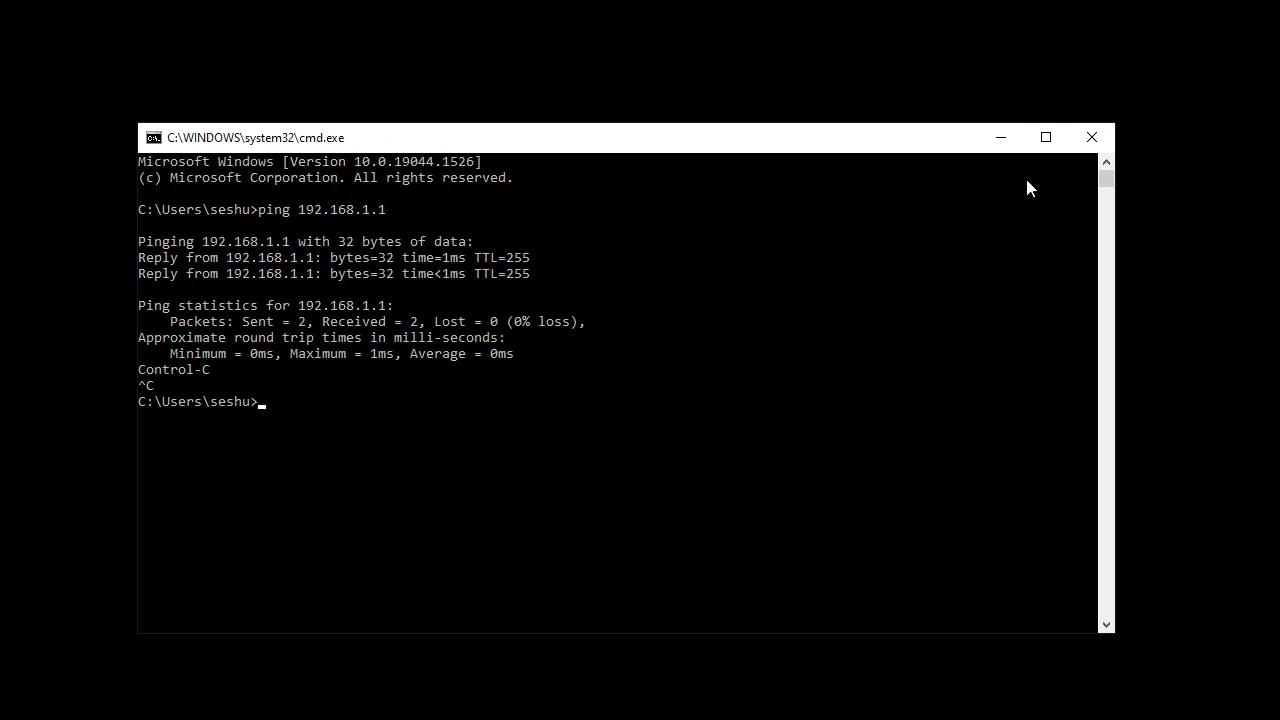 C:\WINDOWS\system32\cmd.exe
Microsoft Windows [Version 10.0.19044.1526]
(c) Microsoft Corporation. All rights reserved.
C:\Users\seshu>ping 192.168.1.1
Pinging 192.168.1.1 with 32 bytes of data:
Reply from 192.168.1.1: bytes=32 time=1ms TTL=255
Reply from 192.168.1.1: bytes=32 time<1ms TTL=255
Ping statistics for 192.168.1.1:
    Packets: Sent = 2, Received = 2, Lost = 0 (0% loss),
Approximate round trip times in milli-seconds:
    Minimum = 0ms, Maximum = 1ms, Average = 0ms
Control-C
^C
C:\Users\seshu>